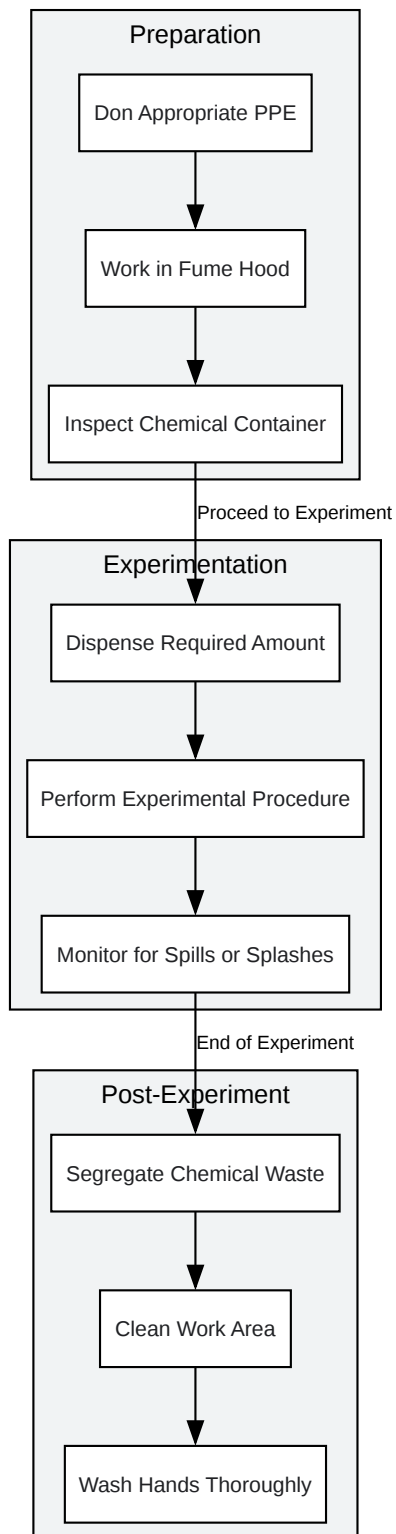 Preparation
Don Appropriate PPE
Work in Fume Hood
Inspect Chemical Container
Proceed to Experiment
Experimentation
Dispense Required Amount
Perform Experimental Procedure
Monitor for Spills or Splashes
End of Experiment
Post-Experiment
Segregate Chemical Waste
Clean Work Area
Wash Hands Thoroughly